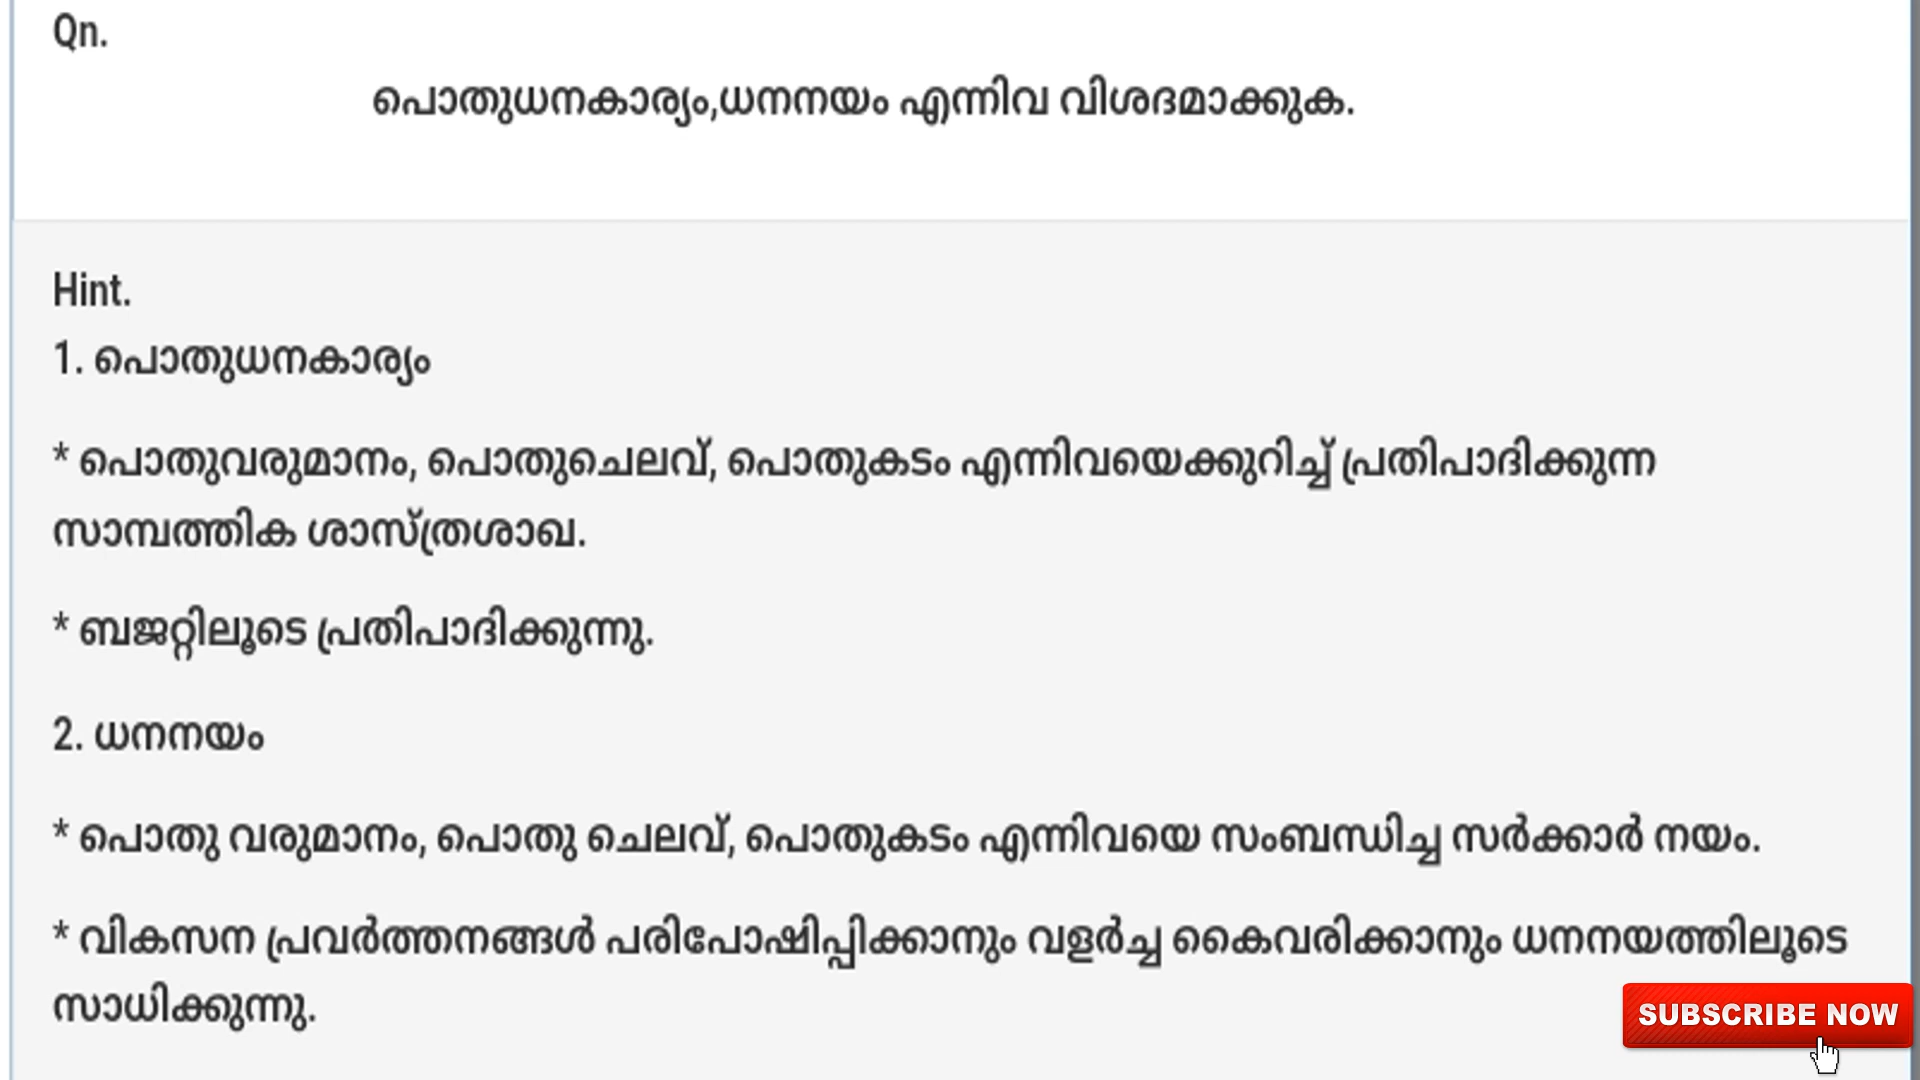 Qn.
പൊതുധനകാര്യം,ധനനയം എന്നിവ വിശദമാക്കുക.
Hint.
1. പൊതുധനകാര്യം
* പൊതുവരുമാനം, പൊതുചെലവ്, പൊതുകടം എന്നിവയെക്കുറിച്ച് പ്രതിപാദിക്കുന്ന
സാമ്പത്തിക ശാസ്ത്രശാഖ.
* ബജറ്റിലൂടെ പ്രതിപാദിക്കുന്നു.
2. ധനനയം
* പൊതു വരുമാനം, പൊതു ചെലവ്, പൊതുകടം എന്നിവയെ സംബന്ധിച്ച സർക്കാർ നയം.
* വികസന പ്രവർത്തനങ്ങൾ പരിപോഷിപ്പിക്കാനും വളർച്ച കൈവരിക്കാനും ധനനയത്തിലൂടെ
സാധിക്കുന്നു.
SUBSCRIBE NOW